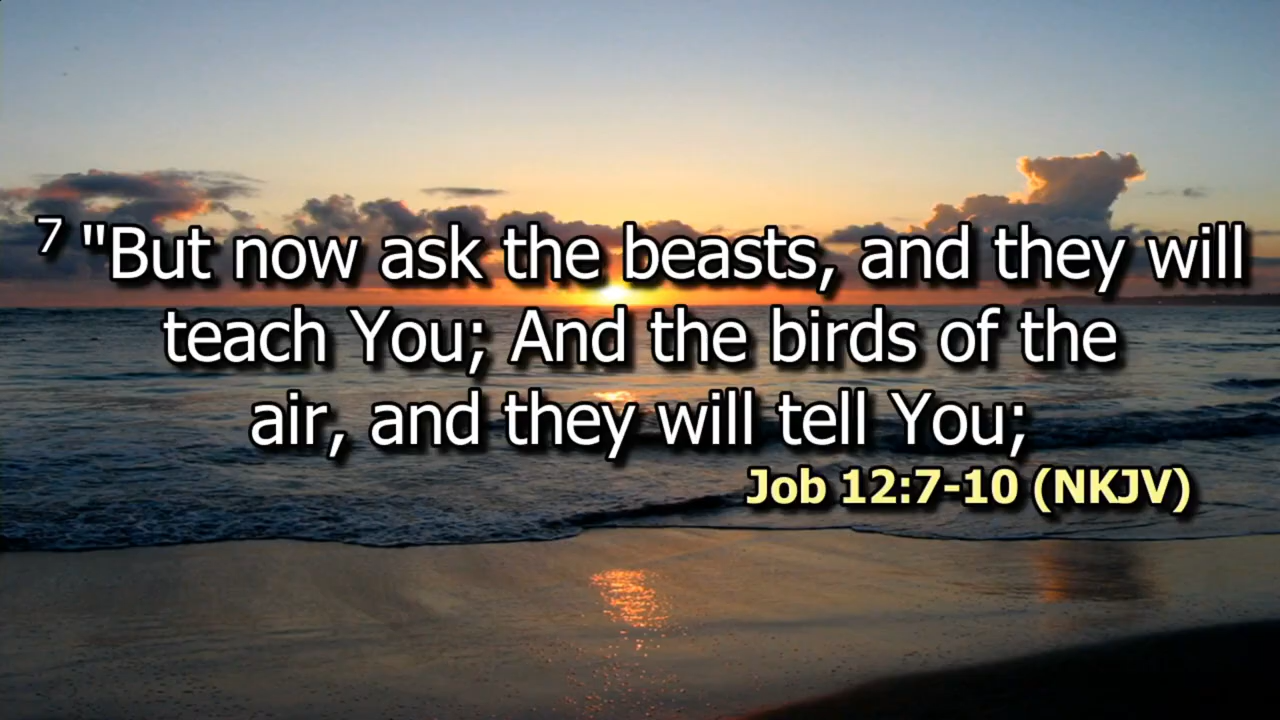 7 "But now ask the beasts, and they will
teach You; And the birds of the
air, and they will tell You;
Job 12:7-10 (NKJV)